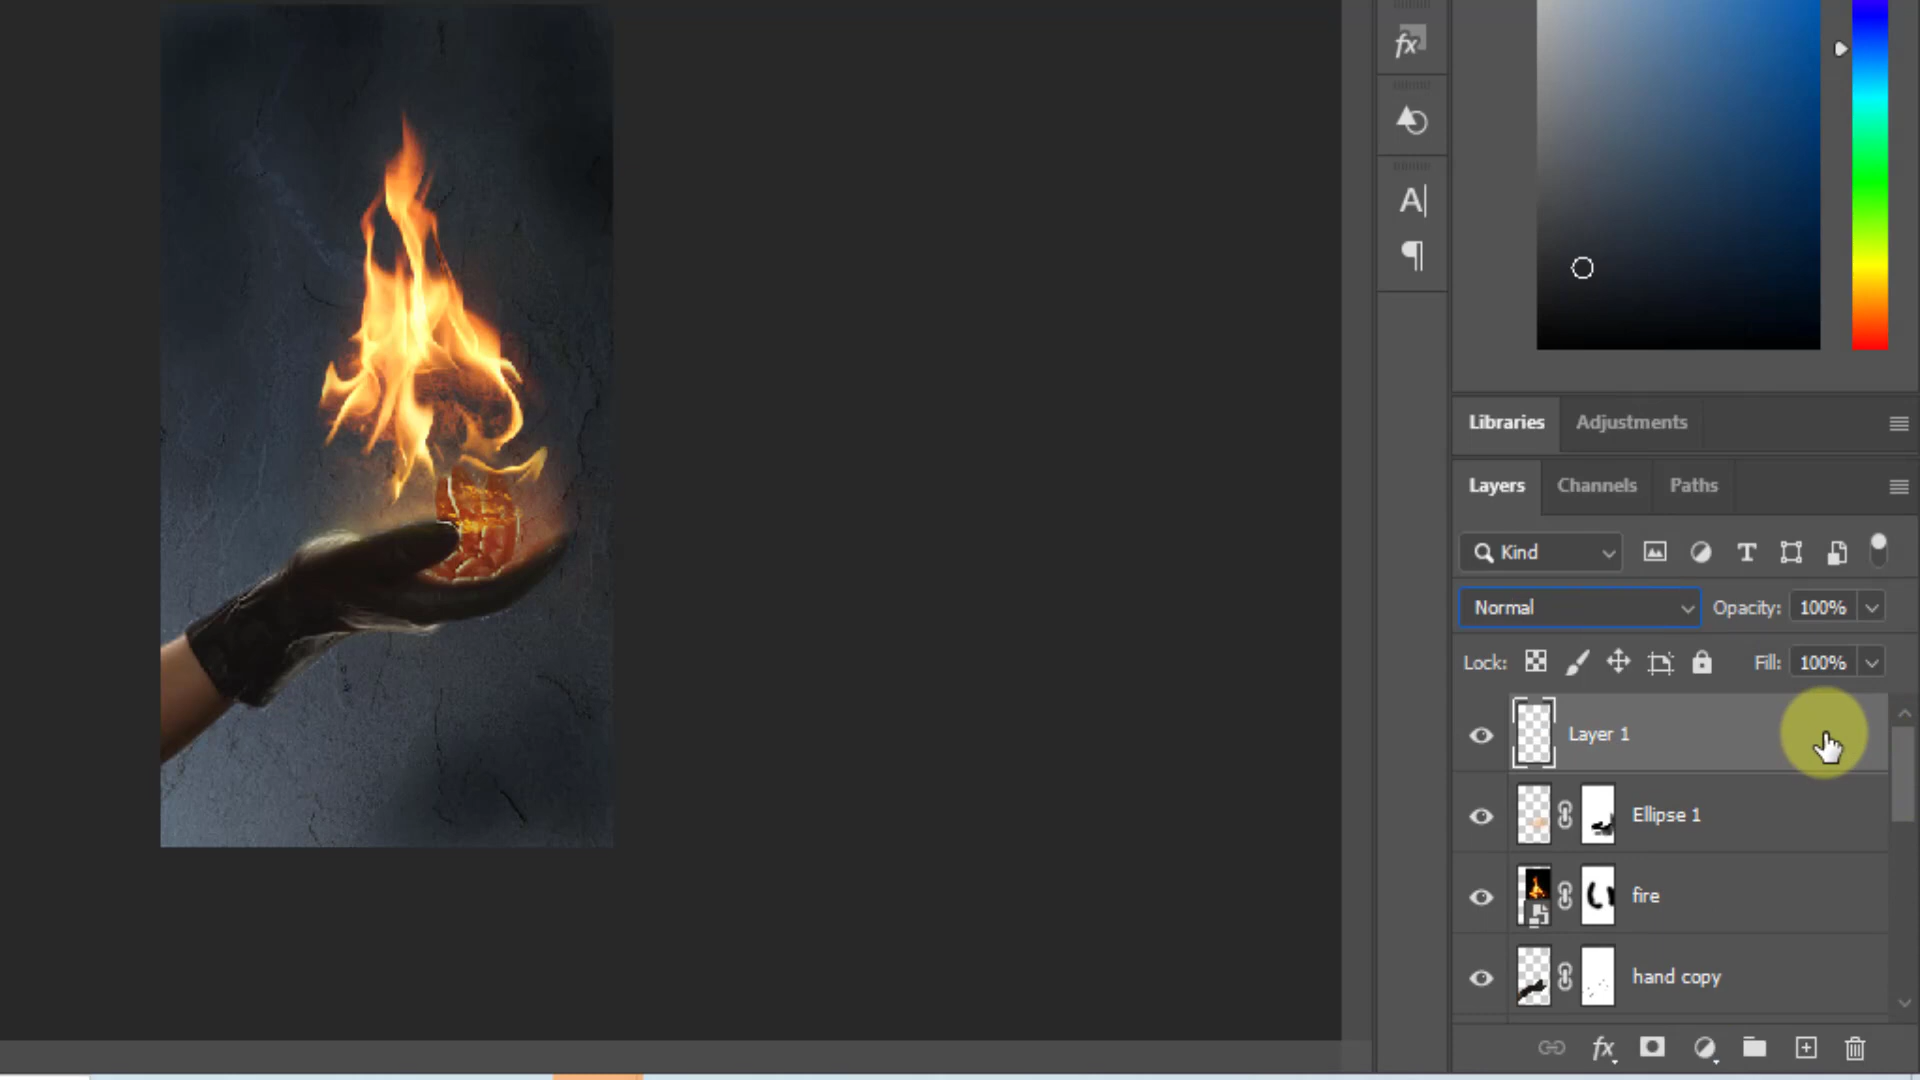 fx
A|
¶
Libraries Adjustments
Layers Channels Paths
Kind T
Normal Opacity: 100%
Lock: Fill: 100%
Layer 1
Ellipse 1
fire
hand copy
fx